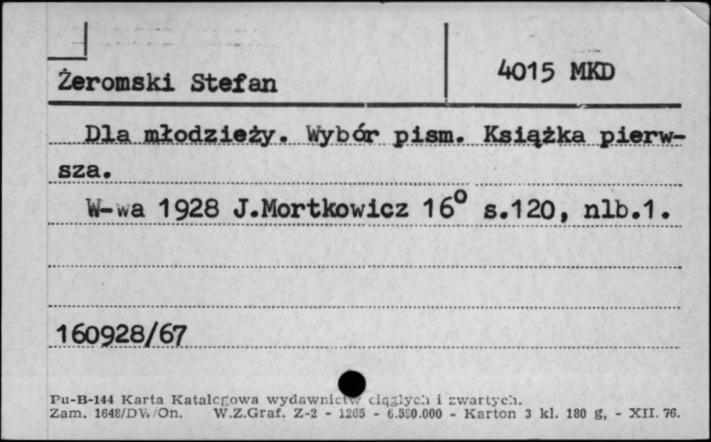 Żeromski Stefan
4015 MKD
Dla młodzieży. Wybór pism. Książka pierw-
sza.
W-wa 1928 J.Mortkowicz 16° s.120, nlb.1.
160928/67
Pu-B-144 Karta Katalogowa wydawnictw ciągłych i zwartych.
Zam. 1648/DW./On. W.Z.Graf. Z-2 - 1265 - 6.550.000 - Karton 3 kl. 180 g, - XII. 76.